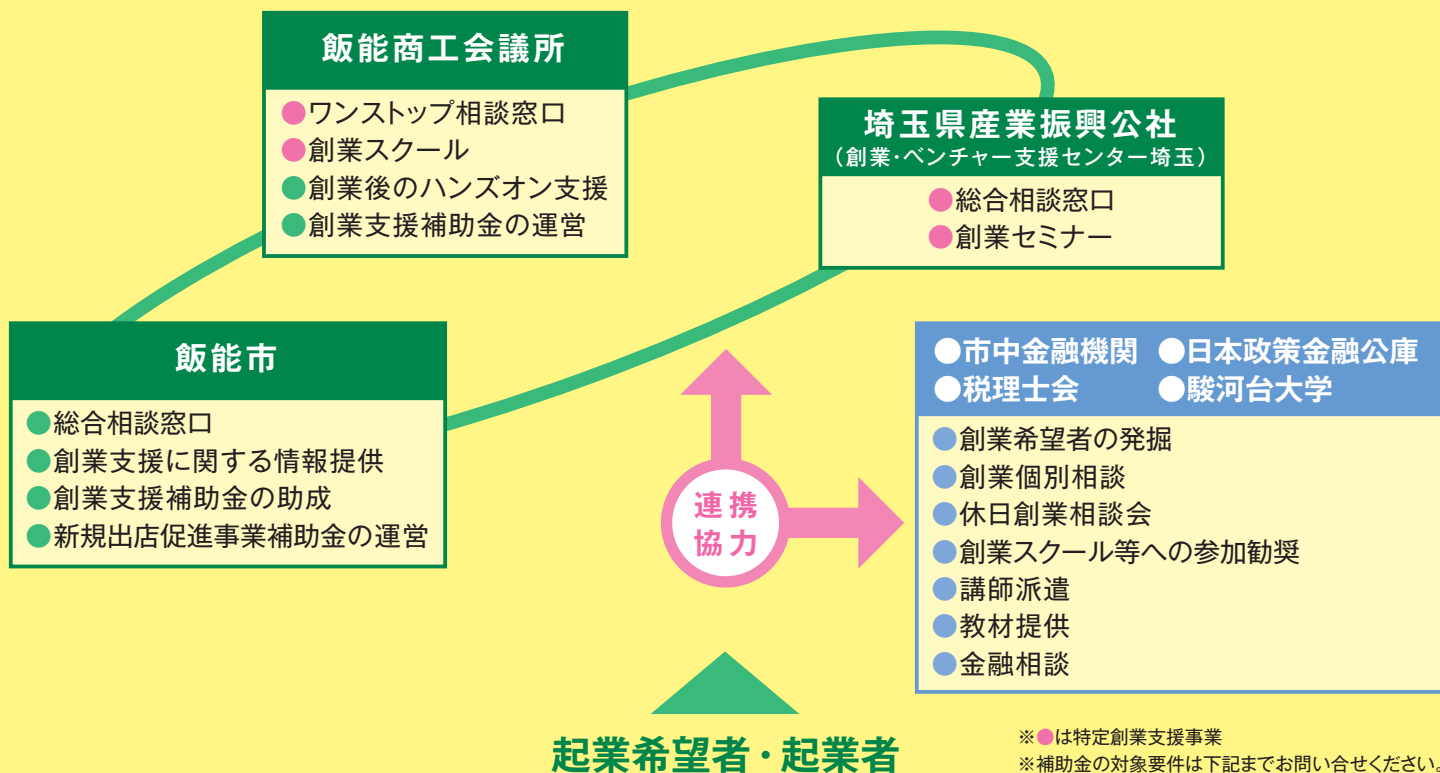 飯能商工会議所
●ワンストップ相談窓口
●創業スクール
●創業後のハンズオン支援
●創業支援補助金の運営
埼玉県産業振興公社
（創業・ベンチャー支援センター埼玉）
●総合相談窓口
●創業セミナー
飯能市
●総合相談窓口
●創業支援に関する情報提供
●創業支援補助金の助成
●新規出店促進事業補助金の運営
連携
協力
●市中金融機関 ●日本政策金融公庫
●税理士会 ●駿河台大学
●創業希望者の発掘
●創業個別相談
●休日創業相談会
●創業スクール等への参加勧奨
●講師派遣
●教材提供
●金融相談
起業希望者・起業者
※●は特定創業支援事業
※補助金の対象要件は下記までお問い合せください。